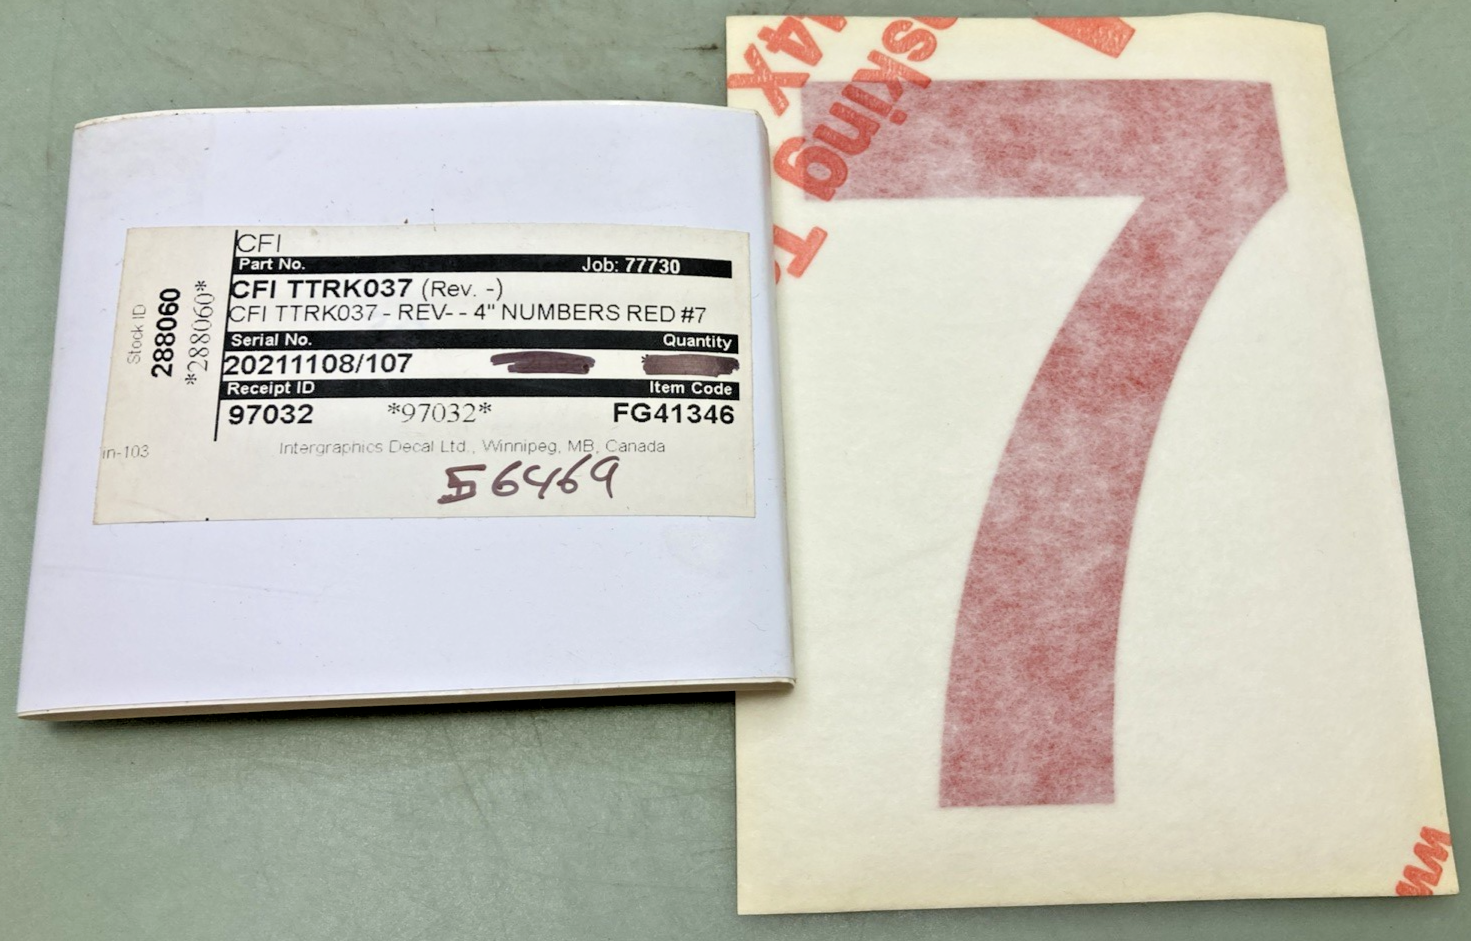 CFI
Part No. Job: 77730
CFI TTRK037 (Rev. -)
CFI TTRK037 - REV- - 4" NUMBERS RED #7
Serial No. Quantity
20211108/107
Receipt ID Item Code
97032 *97032* FG41346
in-103 Intergraphics Decal Ltd., Winnipeg, MB, Canada
56469
Stock ID
288060
*288060*
7
14X
sking T